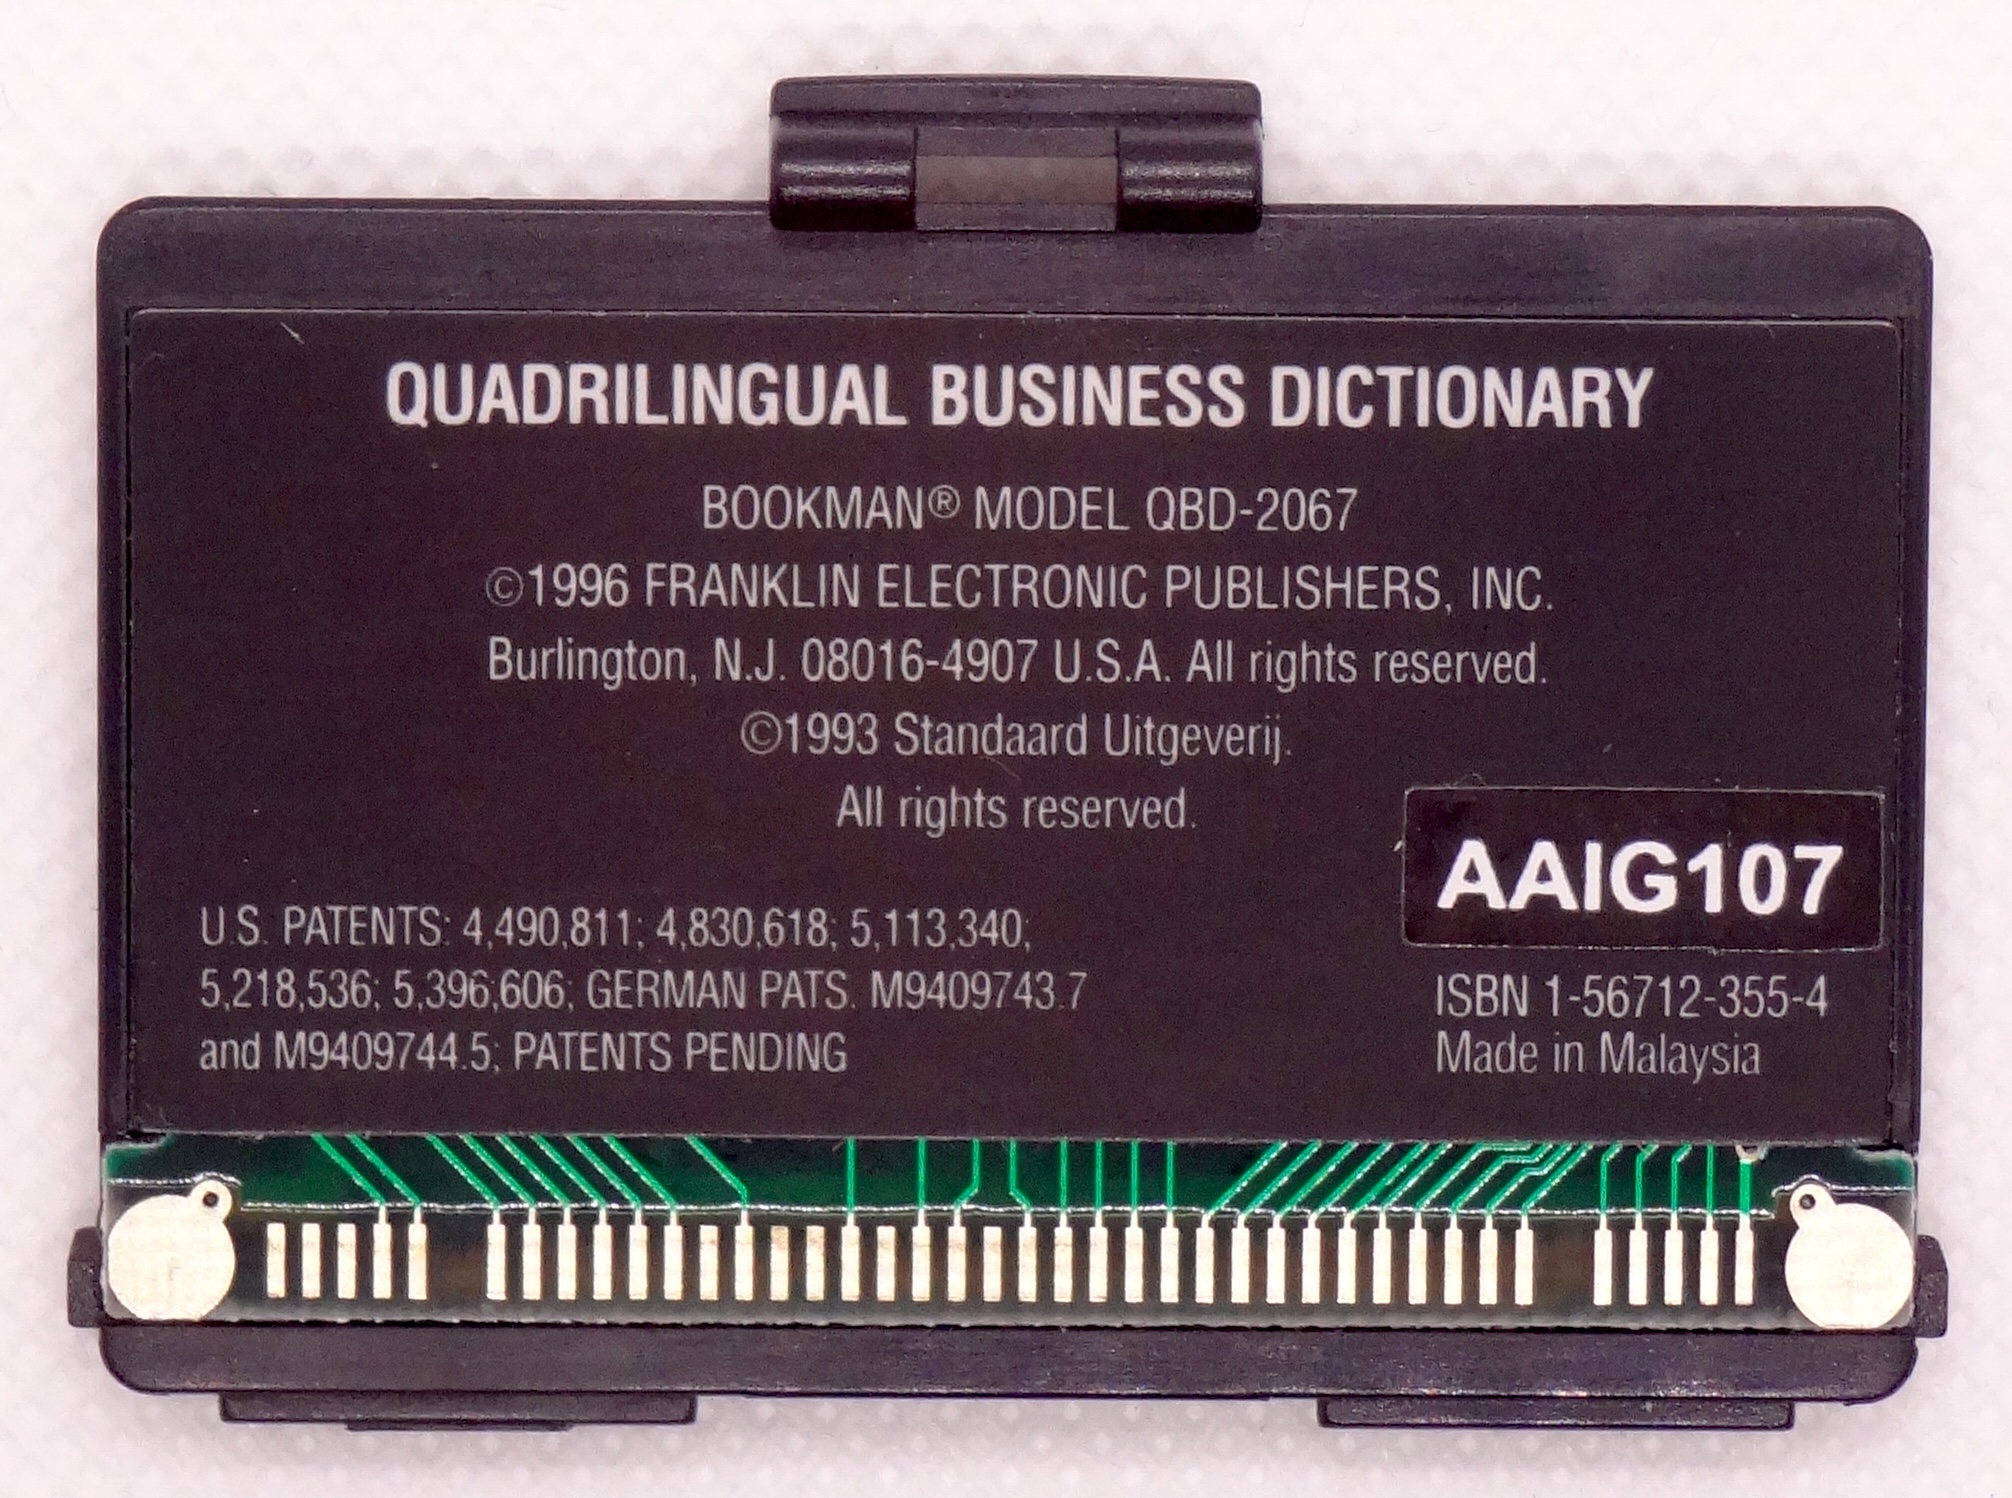 QUADRILINGUAL BUSINESS DICTIONARY
BOOKMAN® MODEL QBD-2067
©1996 FRANKLIN ELECTRONIC PUBLISHERS, INC.
Burlington, N.J. 08016-4907 U.S.A. All rights reserved.
©1993 Standaard Uitgeverij.
All rights reserved.
AAIG107
U.S. PATENTS: 4,490,811; 4,830,618; 5,113,340;
5,218,536; 5,396,606; GERMAN PATS. M9409743.7
and M9409744.5; PATENTS PENDING
ISBN 1-56712-355-4
Made in Malaysia